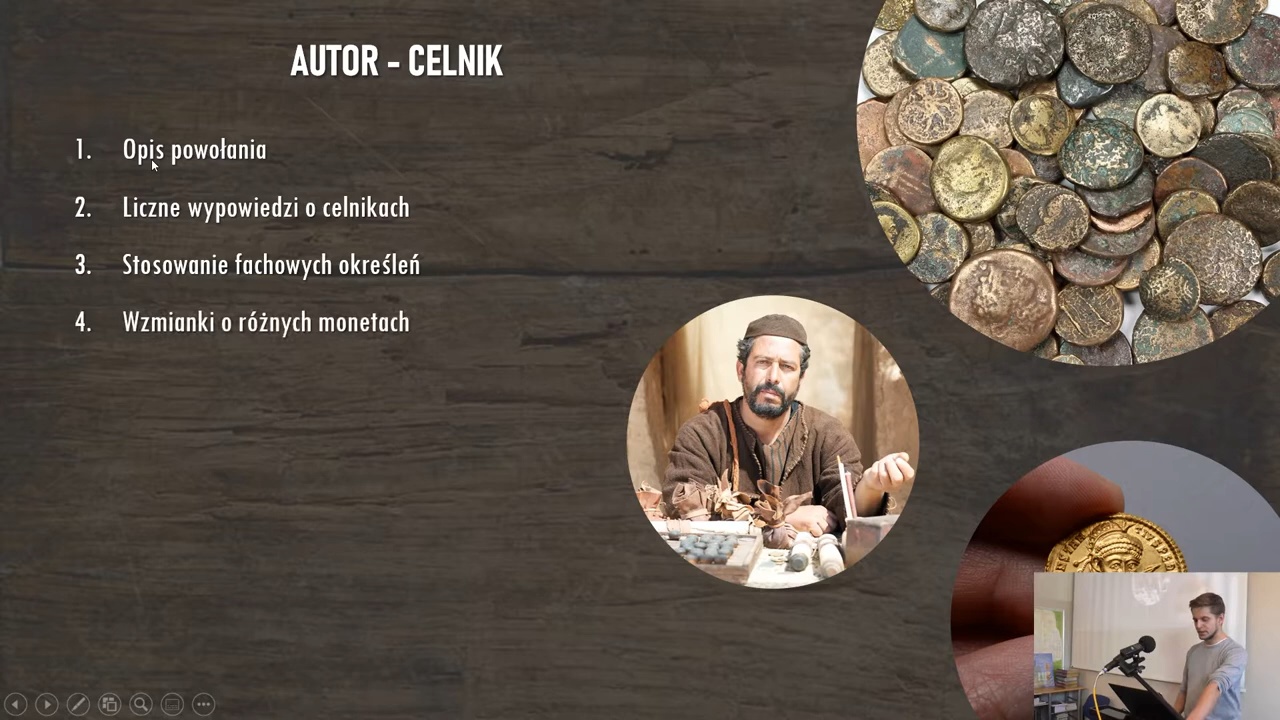 AUTOR - CELNIK
1. Opis powołania
2. Liczne wypowiedzi o celnikach
3. Stosowanie fachowych określeń
4. Wzmianki o różnych monetach